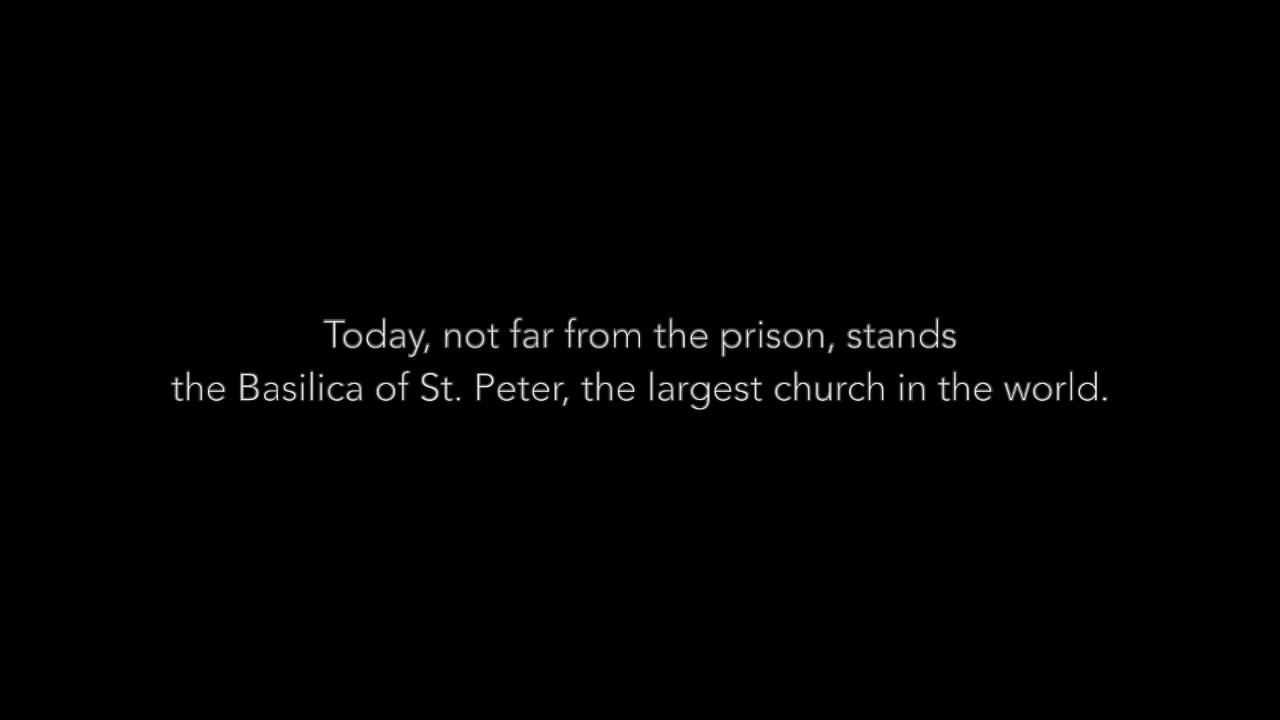 Today, not far from the prison, stands
the Basilica of St. Peter, the largest church in the world.